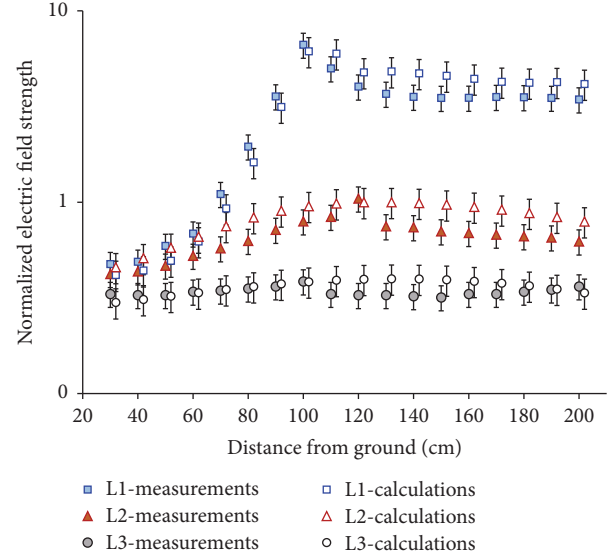 10
1
0
Normalized electric field strength
20 40 60 80 100 120 140 160 180 200
Distance from ground (cm)
L1-measurements L1-calculations
L2-measurements L2-calculations
L3-measurements L3-calculations